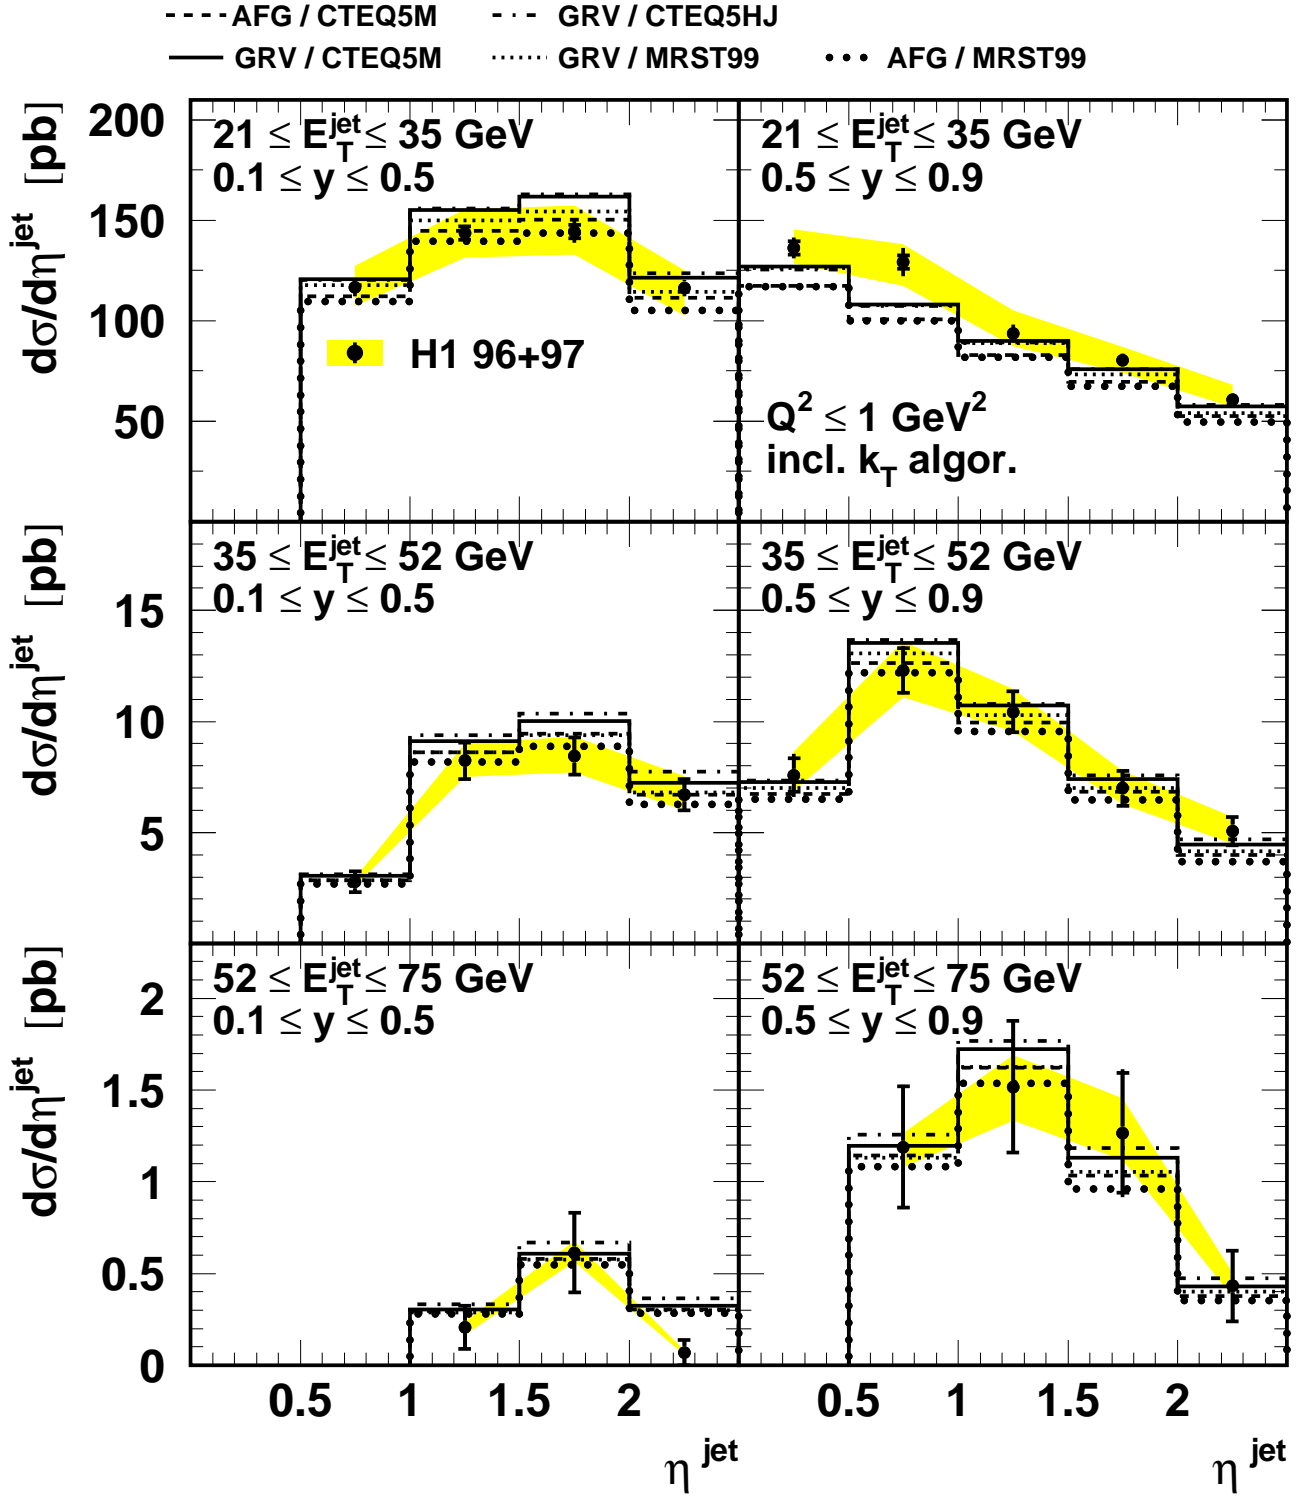 AFG / CTEQ5M GRV / CTEQ5HJ
GRV / CTEQ5M GRV / MRST99 AFG / MRST99
dσ/dη^jet [pb]
200
150
100
50
21 ≤ E_T^jet ≤ 35 GeV
0.1 ≤ y ≤ 0.5
H1 96+97
21 ≤ E_T^jet ≤ 35 GeV
0.5 ≤ y ≤ 0.9
Q² ≤ 1 GeV²
incl. k_T algor.
dσ/dη^jet [pb]
15
10
5
35 ≤ E_T^jet ≤ 52 GeV
0.1 ≤ y ≤ 0.5
35 ≤ E_T^jet ≤ 52 GeV
0.5 ≤ y ≤ 0.9
dσ/dη^jet [pb]
2
1.5
1
0.5
0
52 ≤ E_T^jet ≤ 75 GeV
0.1 ≤ y ≤ 0.5
52 ≤ E_T^jet ≤ 75 GeV
0.5 ≤ y ≤ 0.9
0.5 1 1.5 2 0.5 1 1.5 2
η^jet η^jet